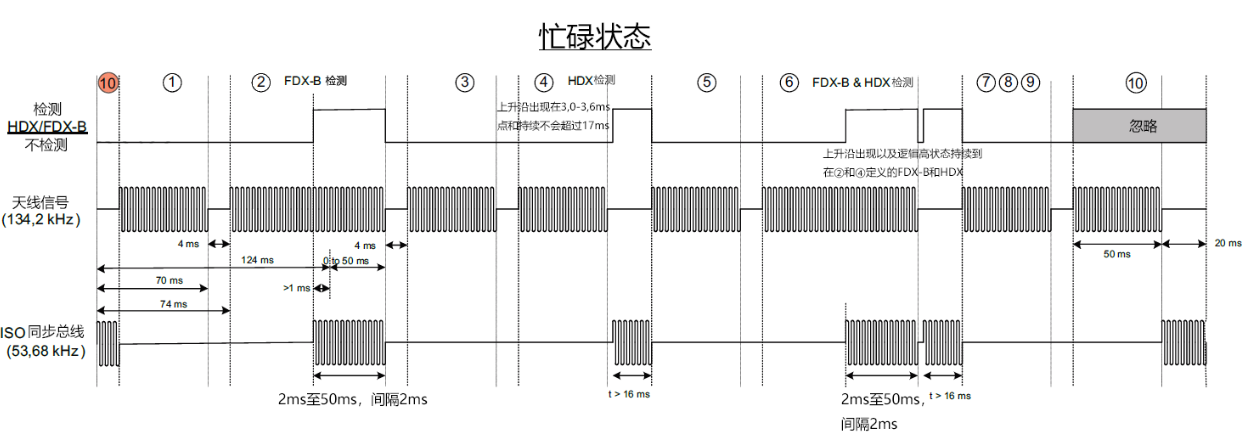 忙碌状态
⑩ ① ② FDX-B 检测 ③ ④ HDX检测 ⑤ ⑥ FDX-B & HDX检测 ⑦⑧⑨ ⑩
检测
HDX/FDX-B
不检测
上升沿出现在3,0-3,6ms
点和持续不会超过17ms
忽略
上升沿出现以及逻辑高状态持续到
在②和④定义的FDX-B和HDX
天线信号
(134,2 kHz)
4 ms
4 ms
20 ms
124 ms
0 to 50 ms
50 ms
70 ms
>1 ms
74 ms
ISO同步总线
(53,68 kHz)
2ms至50ms，间隔2ms
t > 16 ms
2ms至50ms，
间隔2ms
t > 16 ms